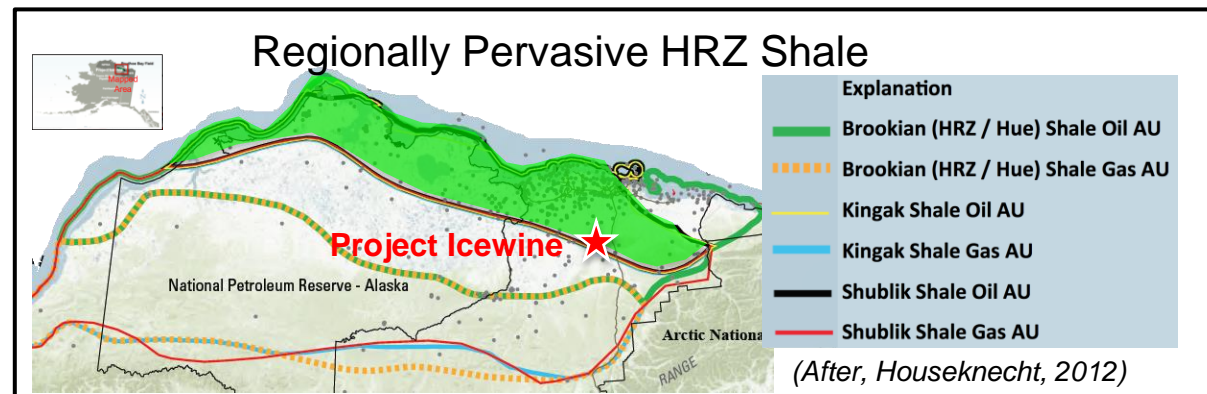 Regionally Pervasive HRZ Shale
Mapped
Area
Explanation
Brookian (HRZ / Hue) Shale Oil AU
Brookian (HRZ / Hue) Shale Gas AU
Kingak Shale Oil AU
Kingak Shale Gas AU
Shublik Shale Oil AU
Shublik Shale Gas AU
Project Icewine
National Petroleum Reserve - Alaska
Arctic National
RANGE
(After, Houseknecht, 2012)